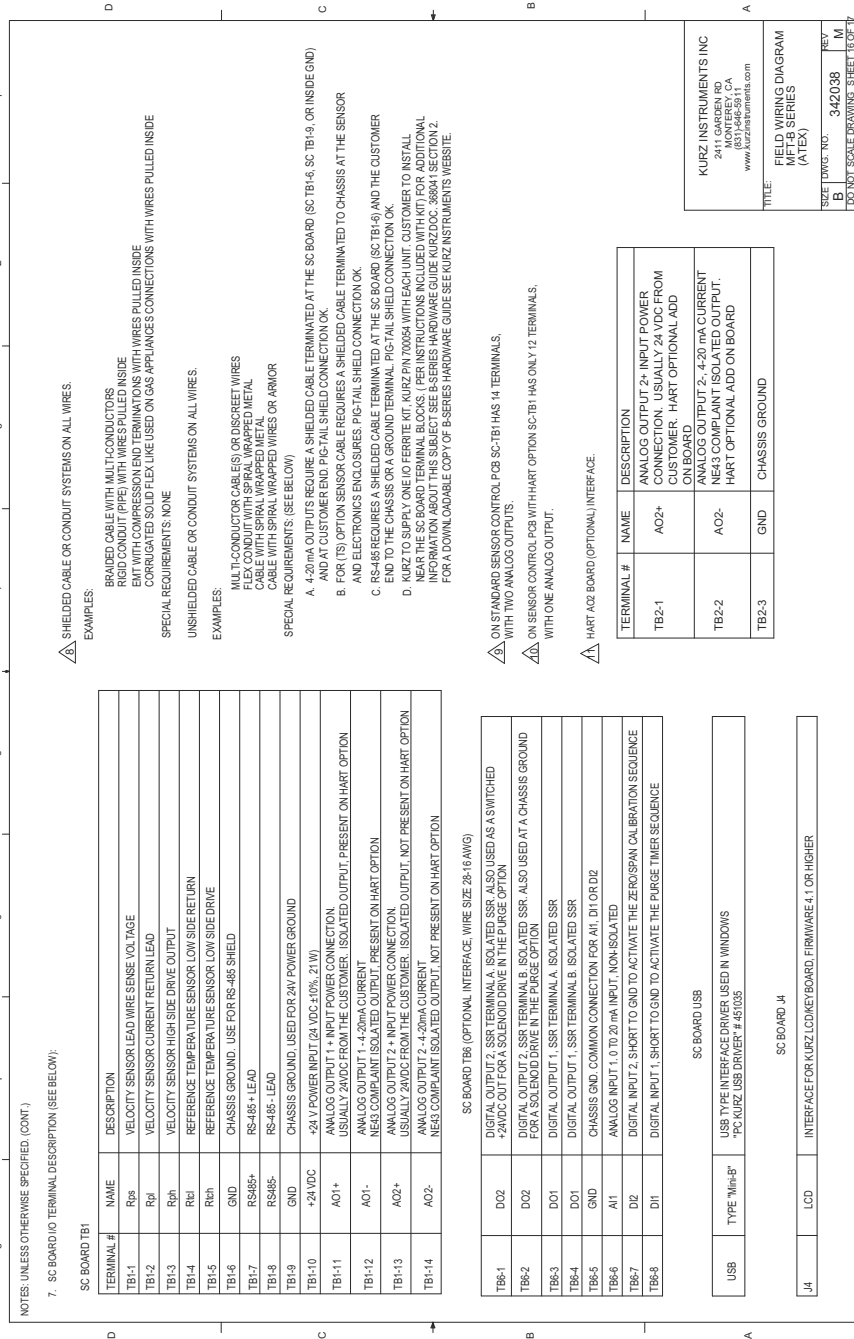 NOTES: UNLESS OTHERWISE SPECIFIED. (CONT.)
7. SC BOARD I/O TERMINAL DESCRIPTION (SEE BELOW):
SC BOARD TB1
TERMINAL # NAME DESCRIPTION
TB1-1 Rps VELOCITY SENSOR LEAD WIRE SENSE VOLTAGE
TB1-2 Rpl VELOCITY SENSOR CURRENT RETURN LEAD
TB1-3 Rph VELOCITY SENSOR HIGH SIDE DRIVE OUTPUT
TB1-4 Rtcl REFERENCE TEMPERATURE SENSOR LOW SIDE RETURN
TB1-5 Rtch REFERENCE TEMPERATURE SENSOR LOW SIDE DRIVE
TB1-6 GND CHASSIS GROUND. USE FOR RS-485 SHIELD
TB1-7 RS485+ RS-485 + LEAD
TB1-8 RS485- RS-485 - LEAD
TB1-9 GND CHASSIS GROUND, USED FOR 24V POWER GROUND
TB1-10 +24 VDC +24 V POWER INPUT (24 VDC ±10%, 21 W)
TB1-11 AO1+ ANALOG OUTPUT 1 + INPUT POWER CONNECTION.
USUALLY 24VDC FROM THE CUSTOMER. ISOLATED OUTPUT, PRESENT ON HART OPTION
TB1-12 AO1- ANALOG OUTPUT 1 - 4-20mA CURRENT
NE43 COMPLAINT ISOLATED OUTPUT, PRESENT ON HART OPTION
TB1-13 AO2+ ANALOG OUTPUT 2 + INPUT POWER CONNECTION.
USUALLY 24VDC FROM THE CUSTOMER. ISOLATED OUTPUT, NOT PRESENT ON HART OPTION
TB1-14 AO2- ANALOG OUTPUT 2 - 4-20mA CURRENT
NE43 COMPLAINT ISOLATED OUTPUT, NOT PRESENT ON HART OPTION
SC BOARD TB6 (OPTIONAL INTERFACE, WIRE SIZE 28-16 AWG)
TB6-1 DO2 DIGITAL OUTPUT 2, SSR TERMINAL A. ISOLATED SSR. ALSO USED AS A SWITCHED
+24VDC OUT FOR A SOLENOID DRIVE IN THE PURGE OPTION
TB6-2 DO2 DIGITAL OUTPUT 2, SSR TERMINAL B. ISOLATED SSR. ALSO USED AT A CHASSIS GROUND
FOR A SOLENOID DRIVE IN THE PURGE OPTION
TB6-3 DO1 DIGITAL OUTPUT 1, SSR TERMINAL A. ISOLATED SSR
TB6-4 DO1 DIGITAL OUTPUT 1, SSR TERMINAL B. ISOLATED SSR
TB6-5 GND CHASSIS GND. COMMON CONNECTION FOR AI1, DI1 OR DI2
TB6-6 AI1 ANALOG INPUT 1, 0 TO 20 mA INPUT, NON-ISOLATED
TB6-7 DI2 DIGITAL INPUT 2, SHORT TO GND TO ACTIVATE THE ZERO/SPAN CALIBRATION SEQUENCE
TB6-8 DI1 DIGITAL INPUT 1, SHORT TO GND TO ACTIVATE THE PURGE TIMER SEQUENCE
SC BOARD USB
USB TYPE "Mini-B" USB TYPE INTERFACE DRIVER USED IN WINDOWS
"PC KURZ USB DRIVER" # 451035
SC BOARD J4
J4 LCD INTERFACE FOR KURZ LCD/KEYBOARD, FIRMWARE 4.1 OR HIGHER
8 SHIELDED CABLE OR CONDUIT SYSTEMS ON ALL WIRES.
EXAMPLES:
BRAIDED CABLE WITH MULTI-CONDUCTORS
RIGID CONDUIT (PIPE) WITH WIRES PULLED INSIDE
EMT WITH COMPRESSION END TERMINATIONS WITH WIRES PULLED INSIDE
CORRUGATED SOLID FLEX LIKE USED ON GAS APPLIANCES CONNECTIONS WITH WIRES PULLED INSIDE
SPECIAL REQUIREMENTS: NONE
UNSHIELDED CABLE OR CONDUIT SYSTEMS ON ALL WIRES.
EXAMPLES:
MULTI-CONDUCTOR CABLE(S) OR DISCREET WIRES
FLEX CONDUIT WITH SPIRAL WRAPPED METAL
CABLE WITH SPIRAL WRAPPED METAL
CABLE WITH SPIRAL WRAPPED WIRES OR ARMOR
SPECIAL REQUIREMENTS: (SEE BELOW)
A. 4-20mA OUTPUTS REQUIRE A SHIELDED CABLE TERMINATED AT THE SC BOARD (SC TB1-6, SC TB1-9, OR INSIDE GND)
AND AT CUSTOMER END. PIG-TAIL SHIELD CONNECTION OK.
B. FOR (TS) OPTION SENSOR CABLE REQUIRES A SHIELDED CABLE TERMINATED TO CHASSIS AT THE SENSOR
AND ELECTRONICS ENCLOSURES. PIG-TAIL SHIELD CONNECTION OK.
C. RS-485 REQUIRES A SHIELDED CABLE TERMINATED AT THE SC BOARD (SC TB1-6) AND THE CUSTOMER
END TO THE CHASSIS OR A GROUND TERMINAL. PIG-TAIL SHIELD CONNECTION OK.
D. KURZ TO SUPPLY ONE I/O FERRITE KIT, KURZ P/N 700054 WITH EACH UNIT. CUSTOMER TO INSTALL
NEAR THE SC BOARD TERMINAL BLOCKS. ( PER INSTRUCTIONS INCLUDED WITH KIT) FOR ADDITIONAL
INFORMATION ABOUT THIS SUBJECT SEE B-SERIES HARDWARE GUIDE KURZ DOC. 368041 SECTION 2.
FOR A DOWNLOADABLE COPY OF B-SERIES HARDWARE GUIDE SEE KURZ INSTRUMENTS WEBSITE.
9 ON STANDARD SENSOR CONTROL PCB SC-TB1 HAS 14 TERMINALS,
WITH TWO ANALOG OUTPUTS.
10 ON SENSOR CONTROL PCB WITH HART OPTION SC-TB1 HAS ONLY 12 TERMINALS,
WITH ONE ANALOG OUTPUT.
11 HART AO2 BOARD (OPTIONAL) INTERFACE.
TERMINAL # NAME DESCRIPTION
TB2-1 AO2+ ANALOG OUTPUT 2+ INPUT POWER
CONNECTION. USUALLY 24 VDC FROM
CUSTOMER. HART OPTIONAL ADD
ON BOARD
TB2-2 AO2- ANALOG OUTPUT 2-, 4-20 mA CURRENT
NE43 COMPLAINT ISOLATED OUTPUT.
HART OPTIONAL ADD ON BOARD
TB2-3 GND CHASSIS GROUND
KURZ INSTRUMENTS INC
2411 GARDEN RD
MONTEREY, CA
(831)-646-5911
www.kurzinstruments.com
TITLE:
FIELD WIRING DIAGRAM
MFT-B SERIES
(ATEX)
SIZE DWG. NO. REV
B 342038 M
DO NOT SCALE DRAWING SHEET 16 OF 17
D
C
B
A
D
C
B
A